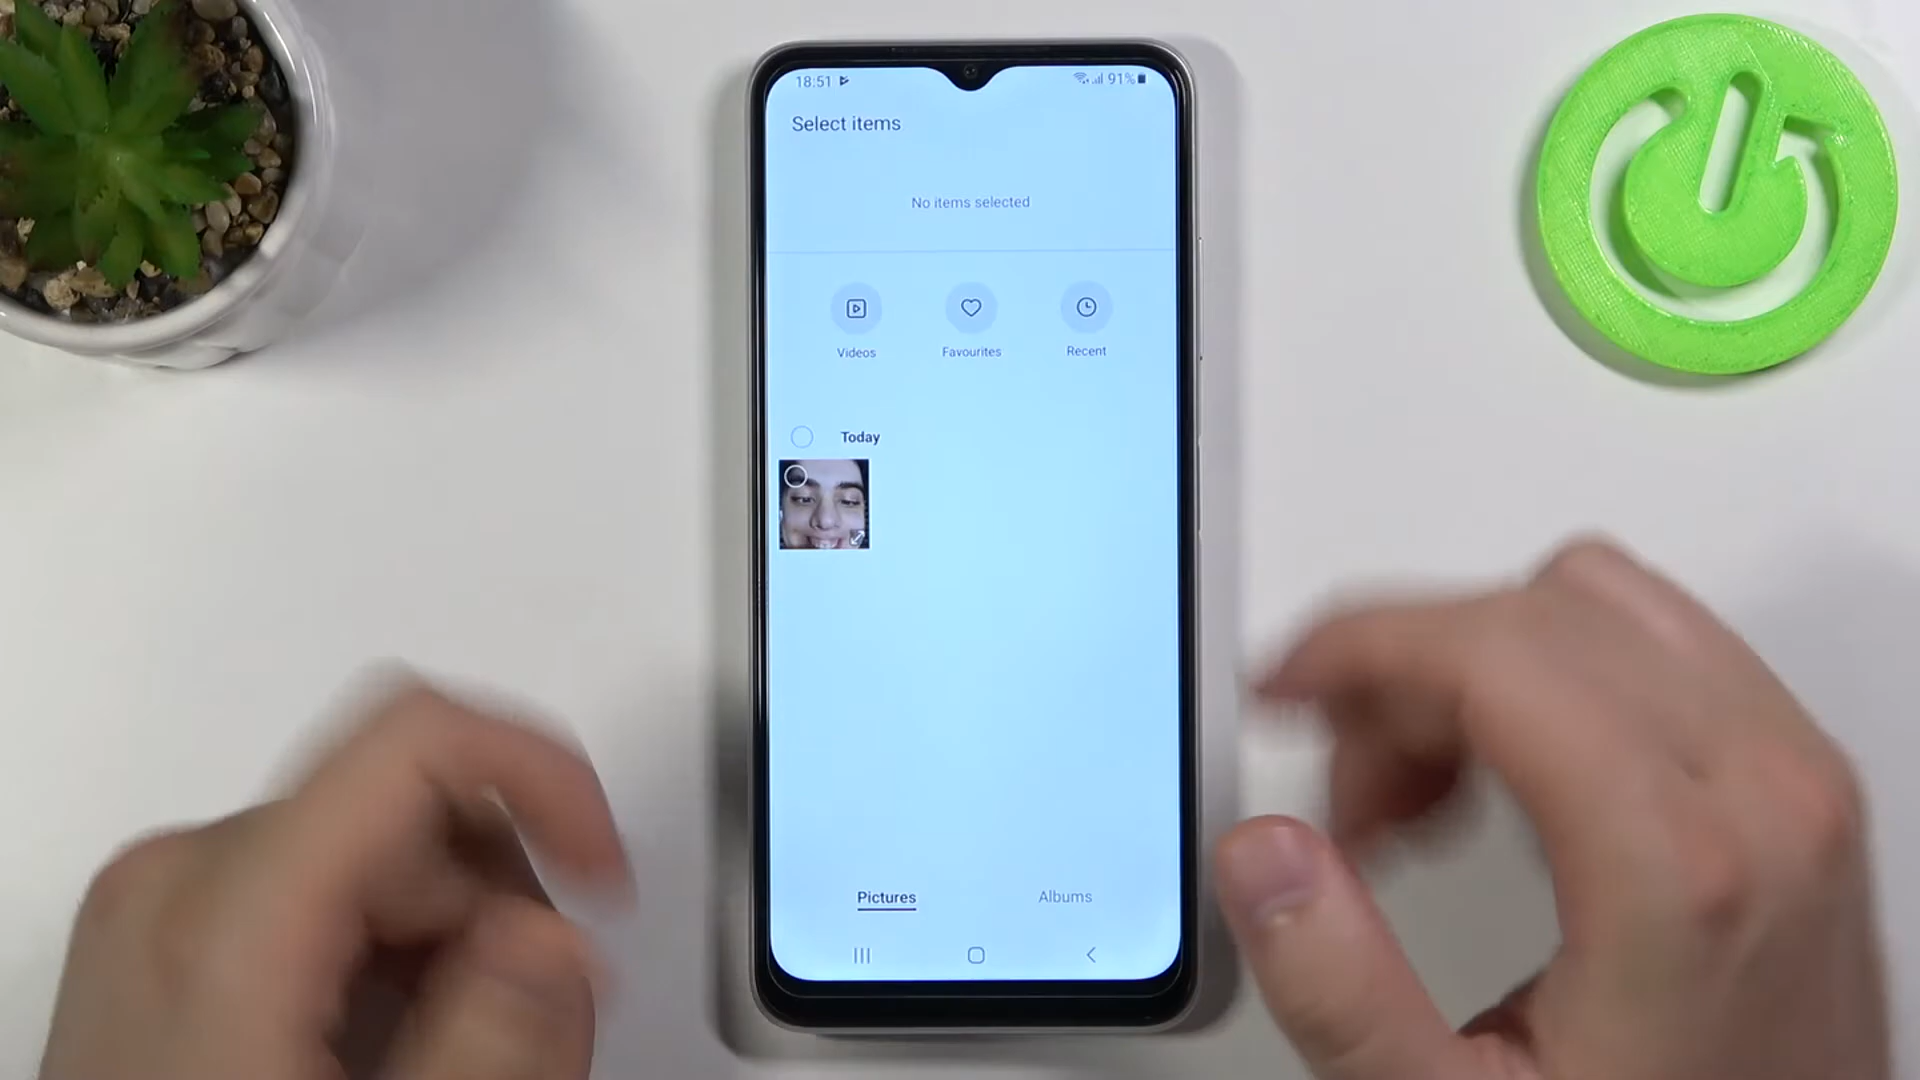 18:51
91%
Select items
No items selected
Videos
Favourites
Recent
Today
Pictures
Albums